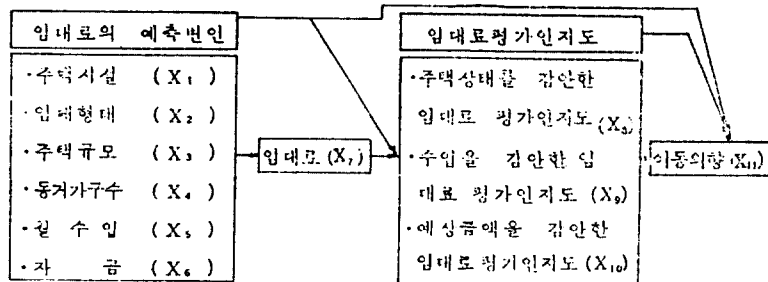 임대료의 예측변인
·주택시설 (X₁)
·임대형태 (X₂)
·주택규모 (X₃)
·동거가구수 (X₄)
·월수입 (X₅)
·자금 (X₆)
임대료 (X₇)
임대료평가인지도
·주택상태를 감안한
임대료 평가인지도 (X₈)
·수입을 감안한 임
대료 평가인지도 (X₉)
·예상금액을 감안한
임대료평가인지도 (X₁₀)
이동의향 (X₁₁)